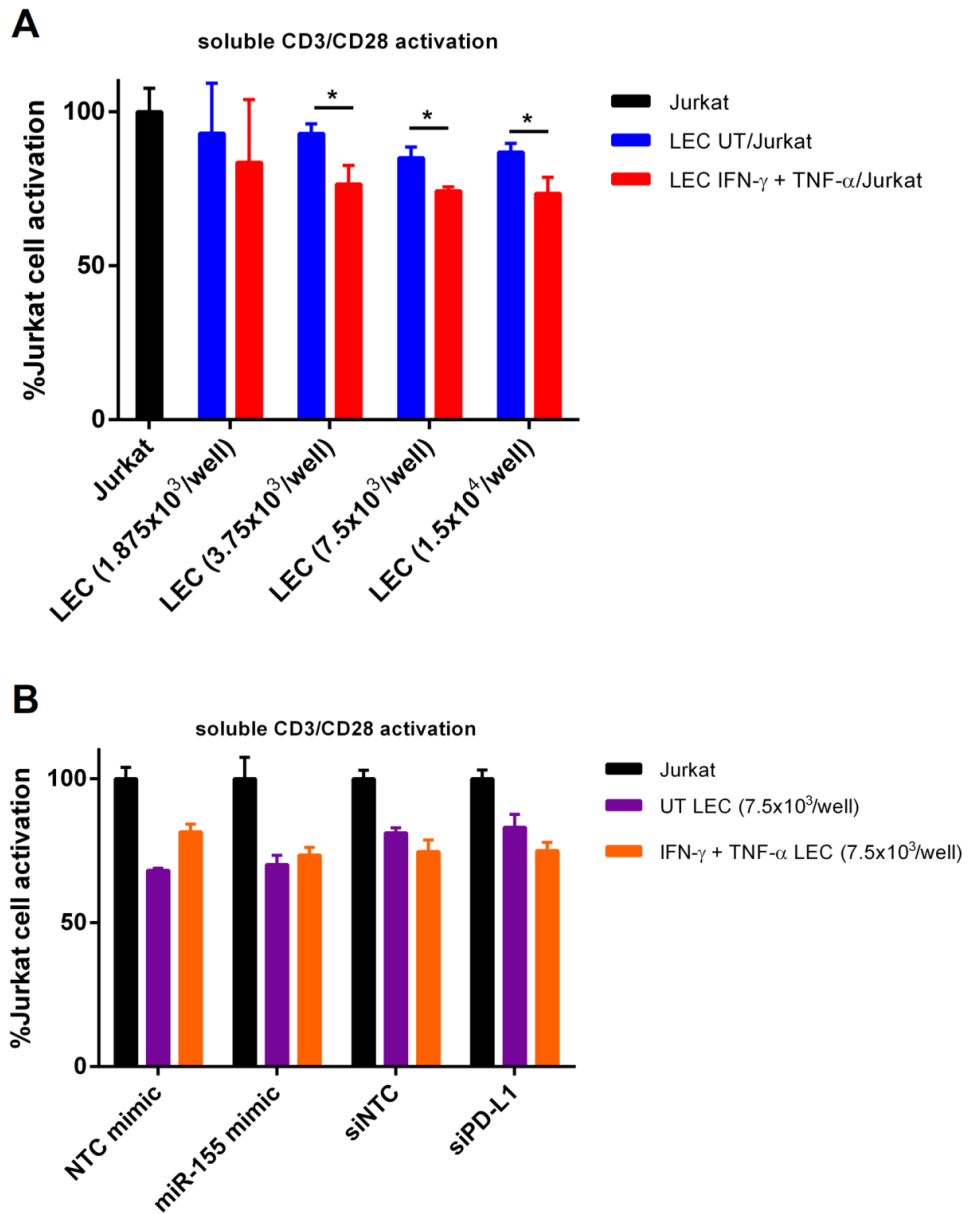 A
soluble CD3/CD28 activation
%Jurkat cell activation
100
50
0
*
*
*
Jurkat
LEC (1.875x10³/well)
LEC (3.75x10³/well)
LEC (7.5x10³/well)
LEC (1.5x10⁴/well)
Jurkat
LEC UT/Jurkat
LEC IFN-γ + TNF-α/Jurkat
B
soluble CD3/CD28 activation
%Jurkat cell activation
100
50
0
NTC mimic
miR-155 mimic
siNTC
siPD-L1
Jurkat
UT LEC (7.5x10³/well)
IFN-γ + TNF-α LEC (7.5x10³/well)